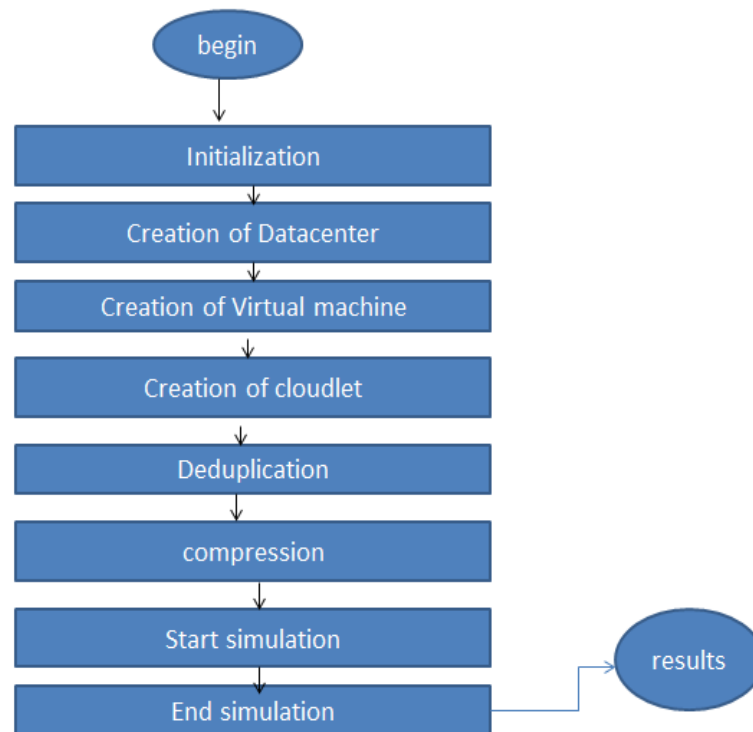 begin
Initialization
Creation of Datacenter
Creation of Virtual machine
Creation of cloudlet
Deduplication
compression
Start simulation
results
End simulation